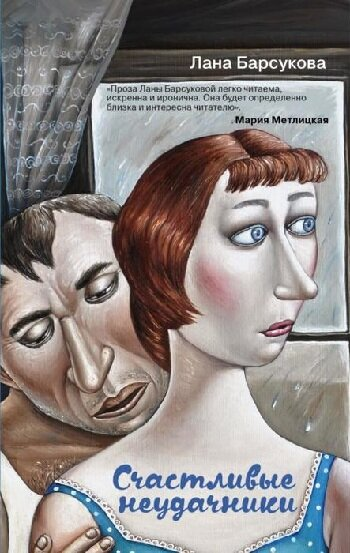 Лана Барсукова
«Проза Ланы Барсуковой легко читаема,
искренна и иронична. Она будет определенно
близка и интересна читателю».
Мария Метлицкая
Счастливые
неудачники